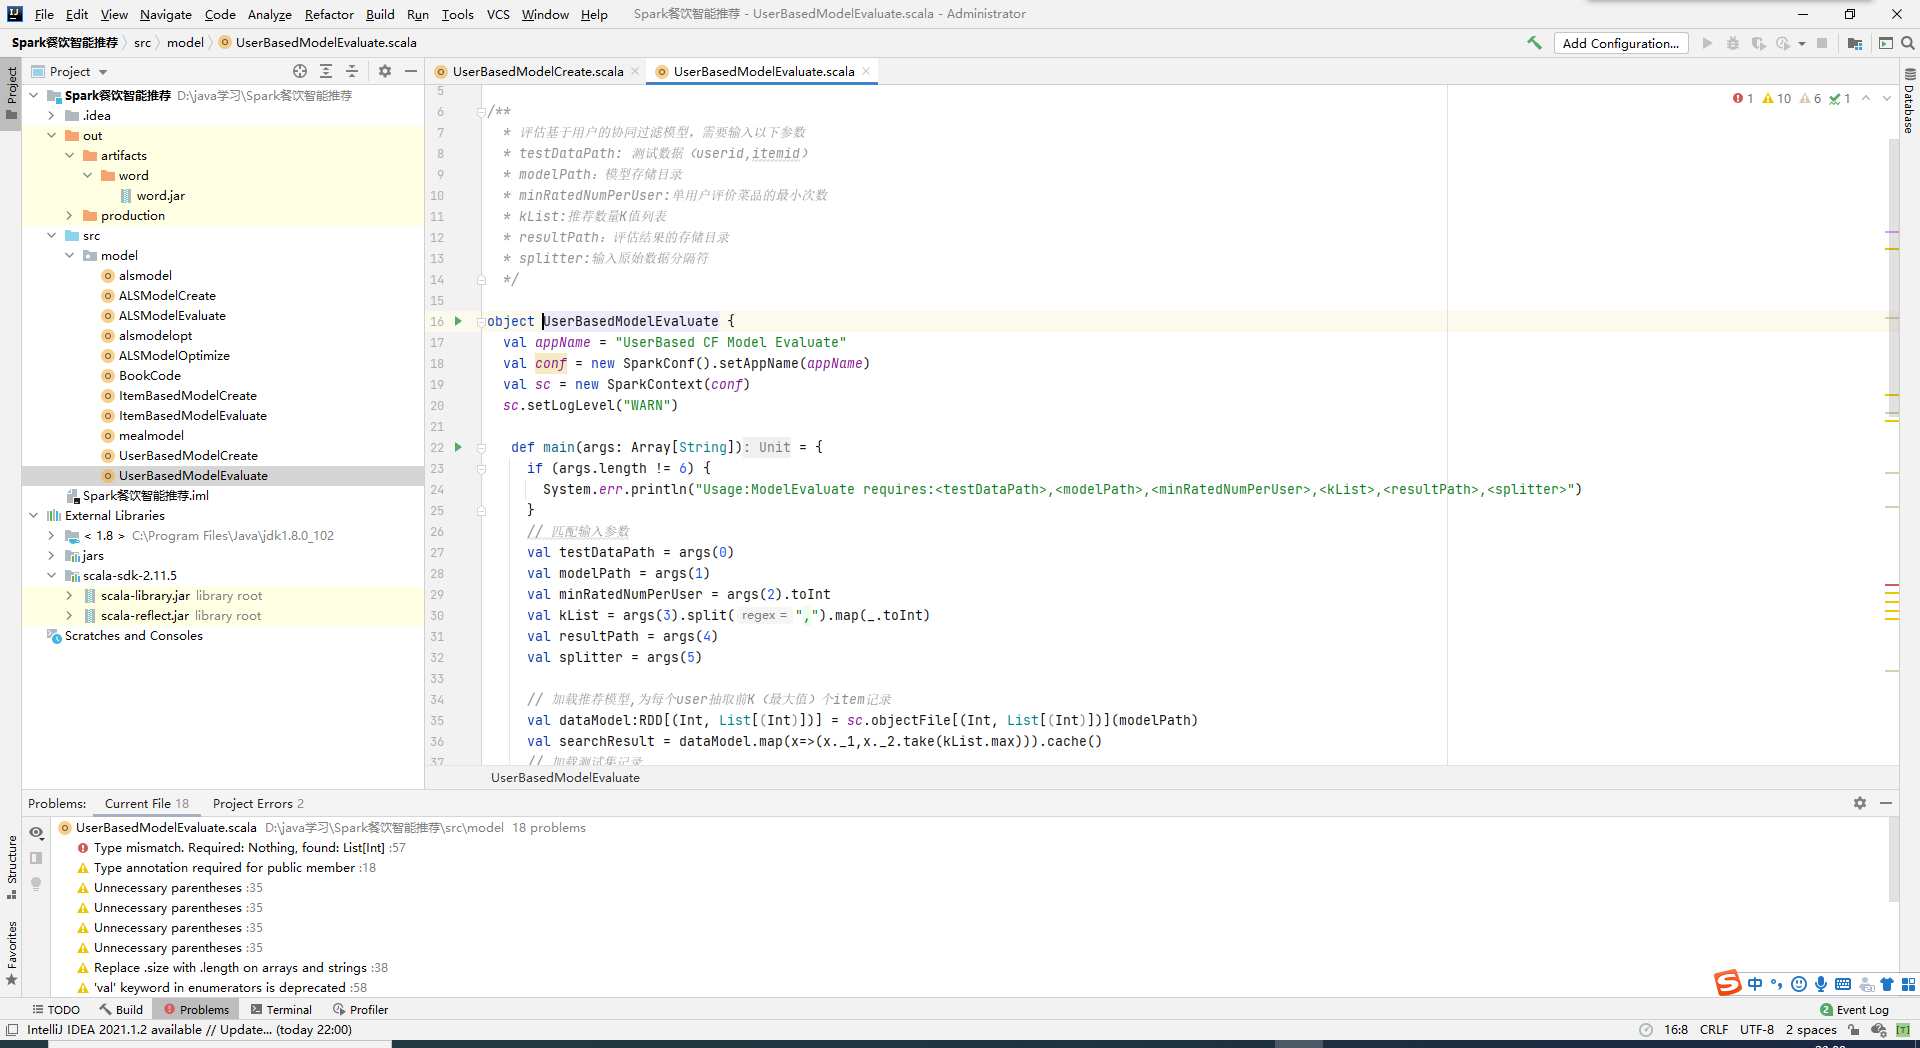 File Edit View Navigate Code Analyze Refactor Build Run Tools VCS Window Help Spark餐饮智能推荐 - UserBasedModelEvaluate.scala - Administrator
Spark餐饮智能推荐 src model UserBasedModelEvaluate.scala Add Configuration...
Project
Project
UserBasedModelCreate.scala UserBasedModelEvaluate.scala
Database
Spark餐饮智能推荐 D:\java学习\Spark餐饮智能推荐
.idea
out
artifacts
word
word.jar
production
src
model
alsmodel
ALSModelCreate
ALSModelEvaluate
alsmodelopt
ALSModelOptimize
BookCode
ItemBasedModelCreate
ItemBasedModelEvaluate
mealmodel
UserBasedModelCreate
UserBasedModelEvaluate
Spark餐饮智能推荐.iml
External Libraries
< 1.8 > C:\Program Files\Java\jdk1.8.0_102
jars
scala-sdk-2.11.5
scala-library.jar library root
scala-reflect.jar library root
Scratches and Consoles
1 10 6 1
5
6 /**
7 * 评估基于用户的协同过滤模型，需要输入以下参数
8 * testDataPath: 测试数据（userid,itemid）
9 * modelPath：模型存储目录
10 * minRatedNumPerUser:单用户评价菜品的最小次数
11 * kList:推荐数量K值列表
12 * resultPath：评估结果的存储目录
13 * splitter:输入原始数据分隔符
14 */
15
16 object UserBasedModelEvaluate {
17 val appName = "UserBased CF Model Evaluate"
18 val conf = new SparkConf().setAppName(appName)
19 val sc = new SparkContext(conf)
20 sc.setLogLevel("WARN")
21
22 def main(args: Array[String]): Unit = {
23 if (args.length != 6) {
24 System.err.println("Usage:ModelEvaluate requires:<testDataPath>,<modelPath>,<minRatedNumPerUser>,<kList>,<resultPath>,<splitter>")
25 }
26 // 匹配输入参数
27 val testDataPath = args(0)
28 val modelPath = args(1)
29 val minRatedNumPerUser = args(2).toInt
30 val kList = args(3).split( regex = ",").map(_.toInt)
31 val resultPath = args(4)
32 val splitter = args(5)
33
34 // 加载推荐模型,为每个user抽取前K（最大值）个item记录
35 val dataModel:RDD[(Int, List[(Int)])] = sc.objectFile[(Int, List[(Int)])](modelPath)
36 val searchResult = dataModel.map(x=>(x._1,x._2.take(kList.max))).cache()
37 // 加载测试集记录
UserBasedModelEvaluate
Problems: Current File 18 Project Errors 2
UserBasedModelEvaluate.scala D:\java学习\Spark餐饮智能推荐\src\model 18 problems
Type mismatch. Required: Nothing, found: List[Int] :57
Type annotation required for public member :18
Unnecessary parentheses :35
Unnecessary parentheses :35
Unnecessary parentheses :35
Unnecessary parentheses :35
Replace .size with .length on arrays and strings :38
'val' keyword in enumerators is deprecated :58
Structure
Favorites
中
TODO Build Problems Terminal Profiler 2 Event Log
IntelliJ IDEA 2021.1.2 available // Update... (today 22:00) 16:8 CRLF UTF-8 2 spaces